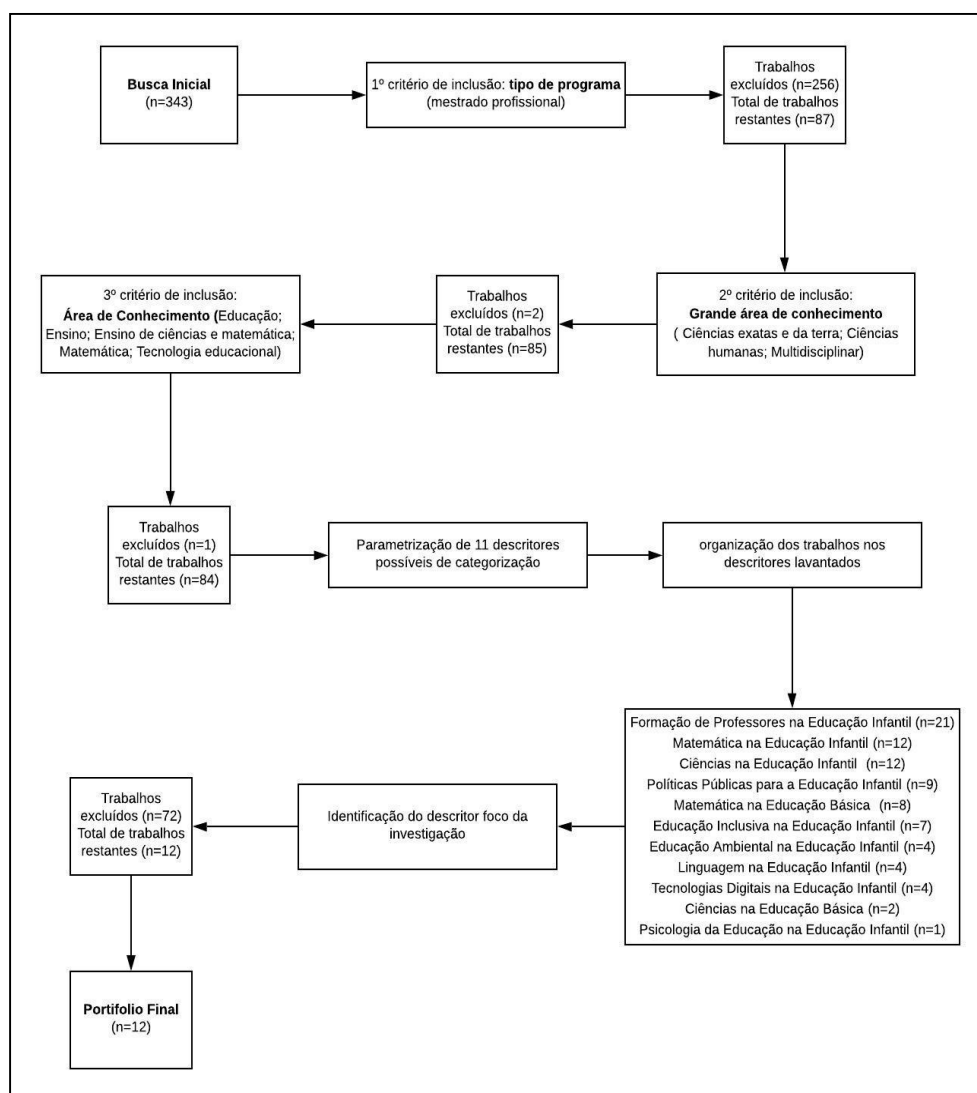 Busca Inicial
(n=343)
1º critério de inclusão: tipo de programa
(mestrado profissional)
Trabalhos
excluídos (n=256)
Total de trabalhos
restantes (n=87)
2º critério de inclusão:
Grande área de conhecimento
( Ciências exatas e da terra; Ciências
humanas; Multidisciplinar)
Trabalhos
excluídos (n=2)
Total de trabalhos
restantes (n=85)
3º critério de inclusão:
Área de Conhecimento (Educação;
Ensino; Ensino de ciências e matemática;
Matemática; Tecnologia educacional)
Trabalhos
excluídos (n=1)
Total de trabalhos
restantes (n=84)
Parametrização de 11 descritores
possíveis de categorização
organização dos trabalhos nos
descritores lavantados
Formação de Professores na Educação Infantil (n=21)
Matemática na Educação Infantil (n=12)
Ciências na Educação Infantil (n=12)
Políticas Públicas para a Educação Infantil (n=9)
Matemática na Educação Básica (n=8)
Educação Inclusiva na Educação Infantil (n=7)
Educação Ambiental na Educação Infantil (n=4)
Linguagem na Educação Infantil (n=4)
Tecnologias Digitais na Educação Infantil (n=4)
Ciências na Educação Básica (n=2)
Psicologia da Educação na Educação Infantil (n=1)
Identificação do descritor foco da
investigação
Trabalhos
excluídos (n=72)
Total de trabalhos
restantes (n=12)
Portifolio Final
(n=12)